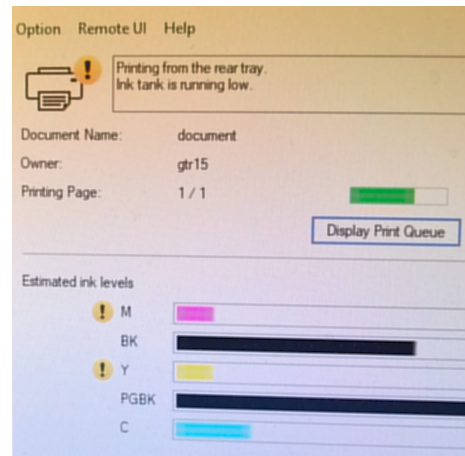 Option Remote UI Help
Printing from the rear tray.
Ink tank is running low.
Document Name: document
Owner: gtr15
Printing Page: 1 / 1
Display Print Queue
Estimated ink levels
M
BK
Y
PGBK
C